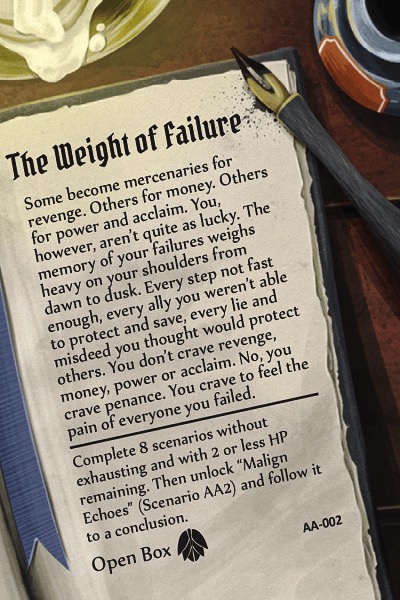 The Weight of Failure
Some become mercenaries for
revenge. Others for money. Others
for power and acclaim. You,
however, aren't quite as lucky. The
memory of your failures weighs
heavy on your shoulders from
dawn to dusk. Every step not fast
enough, every ally you weren't able
to protect and save, every lie and
misdeed you thought would protect
others. You don't crave revenge,
money, power or acclaim. No, you
crave penance. You crave to feel the
pain of everyone you failed.
Complete 8 scenarios without
exhausting and with 2 or less HP
remaining. Then unlock “Malign
Echoes” (Scenario AA2) and follow it
to a conclusion.
Open Box
AA-002